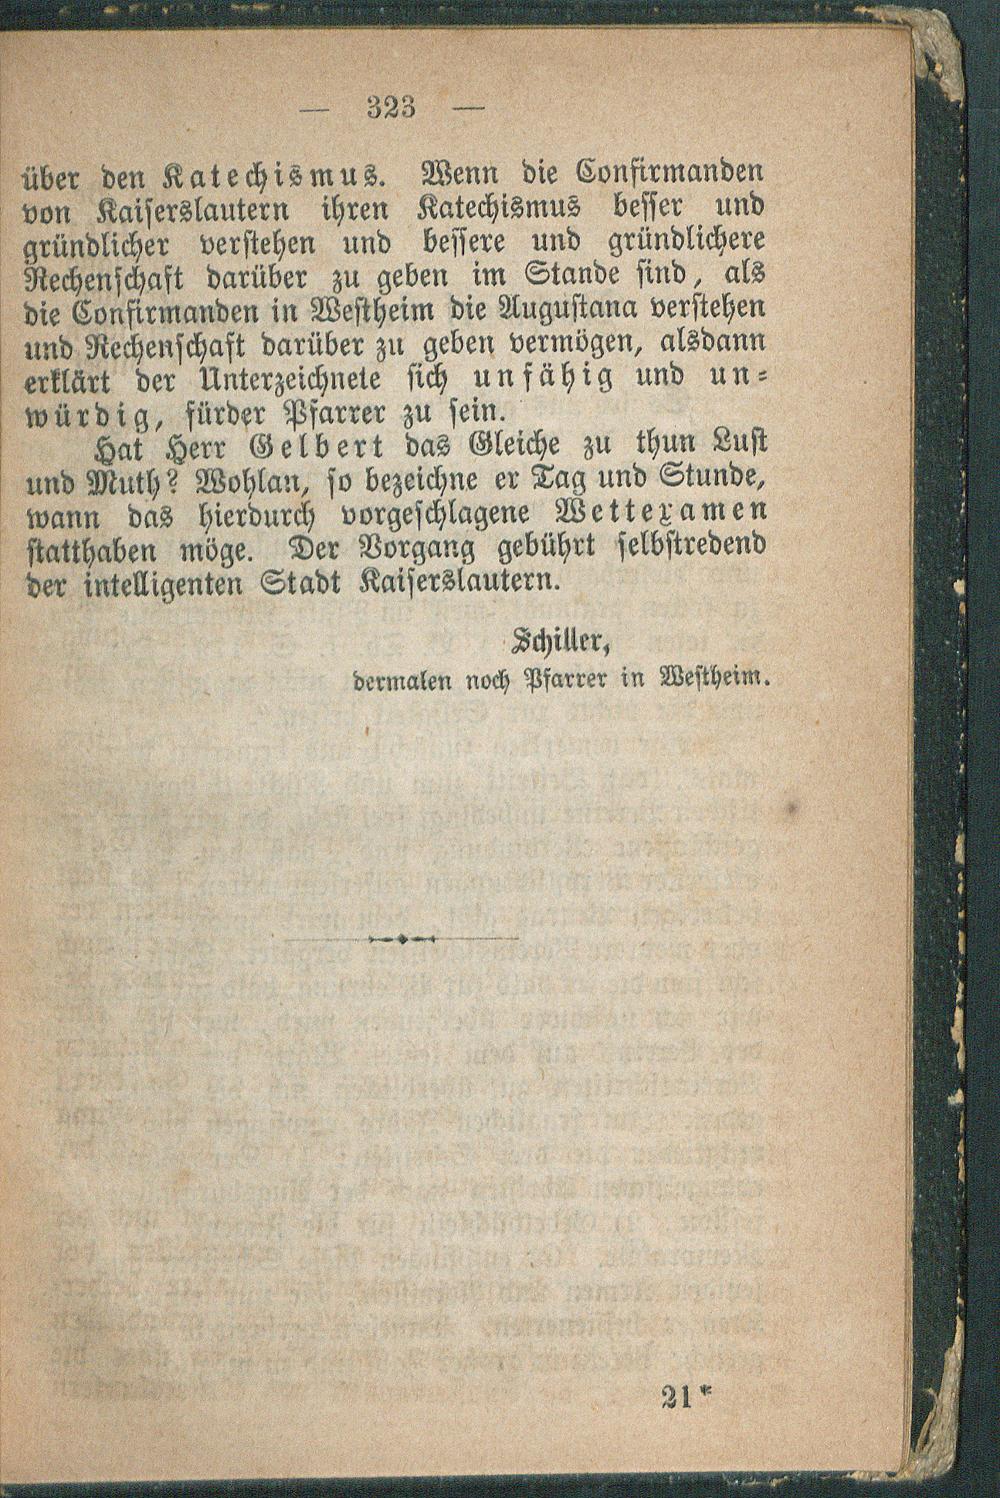 — 323 —
über den Katechismus. Wenn die Confirmanden
von Kaiserslautern ihren Katechismus besser und
gründlicher verstehen und bessere und gründlichere
Rechenschaft darüber zu geben im Stande sind, als
die Confirmanden in Westheim die Augustana verstehen
und Rechenschaft darüber zu geben vermögen, alsdann
erklärt der Unterzeichnete sich unfähig und un-
würdig, fürder Pfarrer zu sein.
Hat Herr Gelbert das Gleiche zu thun Lust
und Muth? Wohlan, so bezeichne er Tag und Stunde,
wann das hierdurch vorgeschlagene Wettexamen
statthaben möge. Der Vorgang gebührt selbstredend
der intelligenten Stadt Kaiserslautern.
Schiller,
dermalen noch Pfarrer in Westheim.
21*